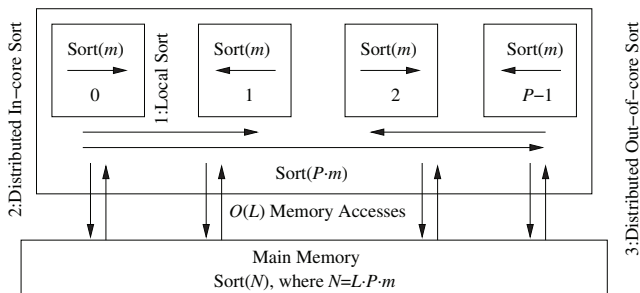 2:Distributed In-core Sort
Sort(m)
0
1:Local Sort
Sort(m)
1
Sort(m)
2
Sort(m)
P−1
Sort(P·m)
O(L) Memory Accesses
Main Memory
Sort(N), where N=L·P·m
3:Distributed Out−of−core Sort